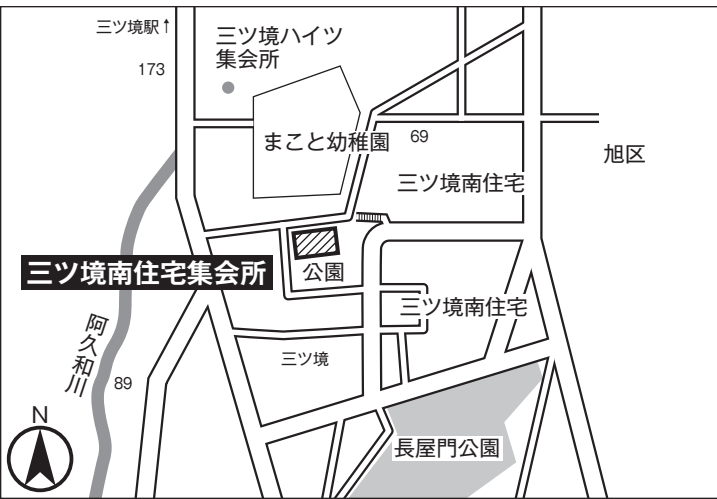 三ツ境駅↑
三ツ境ハイツ
集会所
173
まこと幼稚園
69
旭区
三ツ境南住宅
三ツ境南住宅集会所
公園
三ツ境南住宅
阿久和川
三ツ境
89
N
長屋門公園